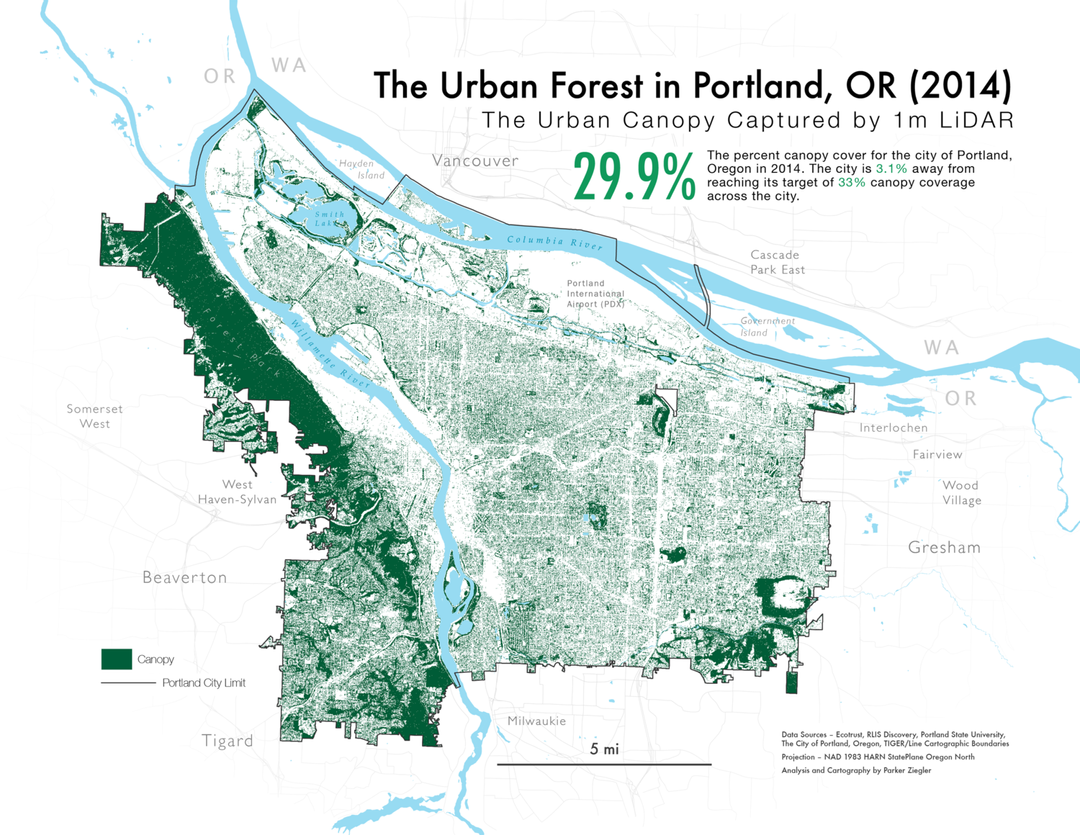 OR
WA
The Urban Forest in Portland, OR (2014)
The Urban Canopy Captured by 1m LiDAR
29.9%
The percent canopy cover for the city of Portland,
Oregon in 2014. The city is 3.1% away from
reaching its target of 33% canopy coverage
across the city.
Hayden
Island
Vancouver
Smith
Lake
Columbia River
Cascade
Park East
Portland
International
Airport (PDX)
Government
Island
Forest Park
Willamette River
WA
OR
Somerset
West
Interlochen
Fairview
West
Haven-Sylvan
Wood
Village
Gresham
Beaverton
Canopy
Portland City Limit
Tigard
Milwaukie
5 mi
Data Sources – Ecotrust, RLIS Discovery, Portland State University,
The City of Portland, Oregon, TIGER/Line Cartographic Boundaries
Projection – NAD 1983 HARN StatePlane Oregon North
Analysis and Cartography by Parker Ziegler